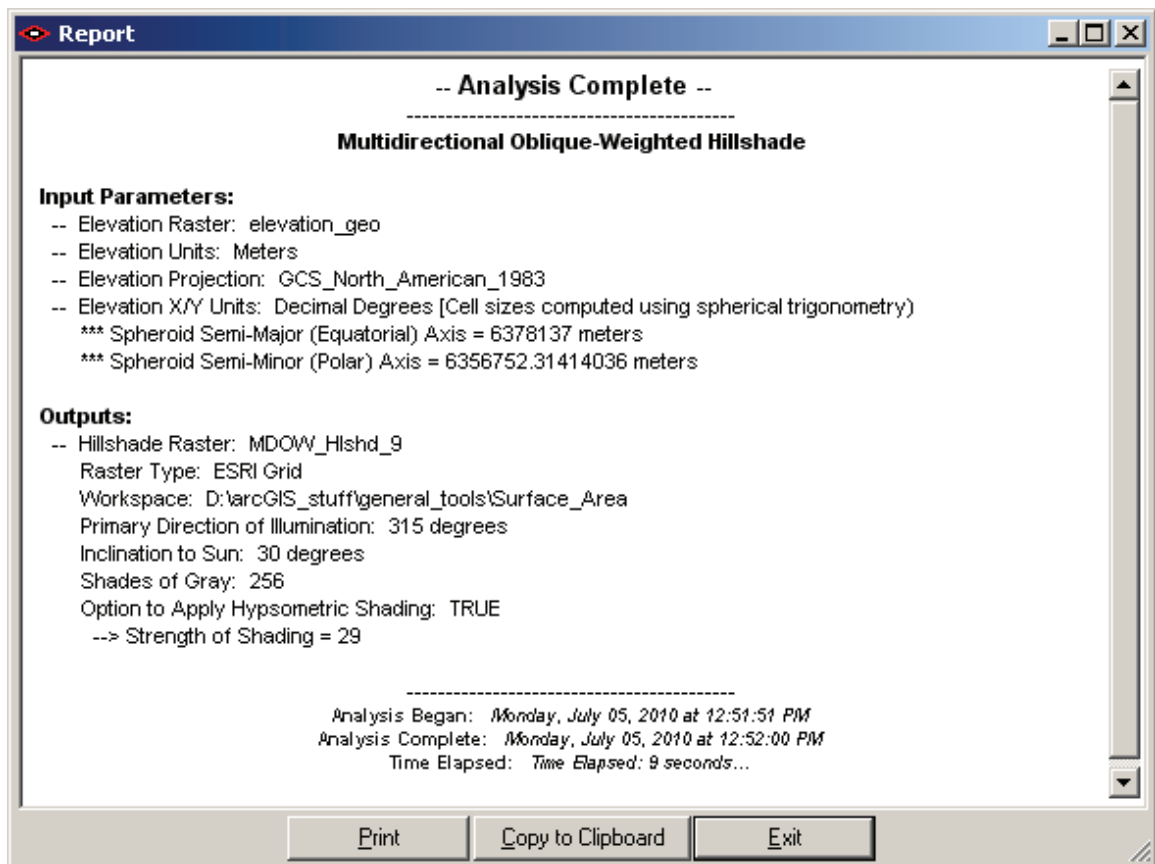 Report
-- Analysis Complete --
------------------------------------------
Multidirectional Oblique-Weighted Hillshade
Input Parameters:
-- Elevation Raster: elevation_geo
-- Elevation Units: Meters
-- Elevation Projection: GCS_North_American_1983
-- Elevation X/Y Units: Decimal Degrees [Cell sizes computed using spherical trigonometry)
*** Spheroid Semi-Major (Equatorial) Axis = 6378137 meters
*** Spheroid Semi-Minor (Polar) Axis = 6356752.31414036 meters
Outputs:
-- Hillshade Raster: MDOW_Hlshd_9
Raster Type: ESRI Grid
Workspace: D:\arcGIS_stuff\general_tools\Surface_Area
Primary Direction of Illumination: 315 degrees
Inclination to Sun: 30 degrees
Shades of Gray: 256
Option to Apply Hypsometric Shading: TRUE
--> Strength of Shading = 29
------------------------------------------
Analysis Began: Monday, July 05, 2010 at 12:51:51 PM
Analysis Complete: Monday, July 05, 2010 at 12:52:00 PM
Time Elapsed: Time Elapsed: 9 seconds...
Print Copy to Clipboard Exit